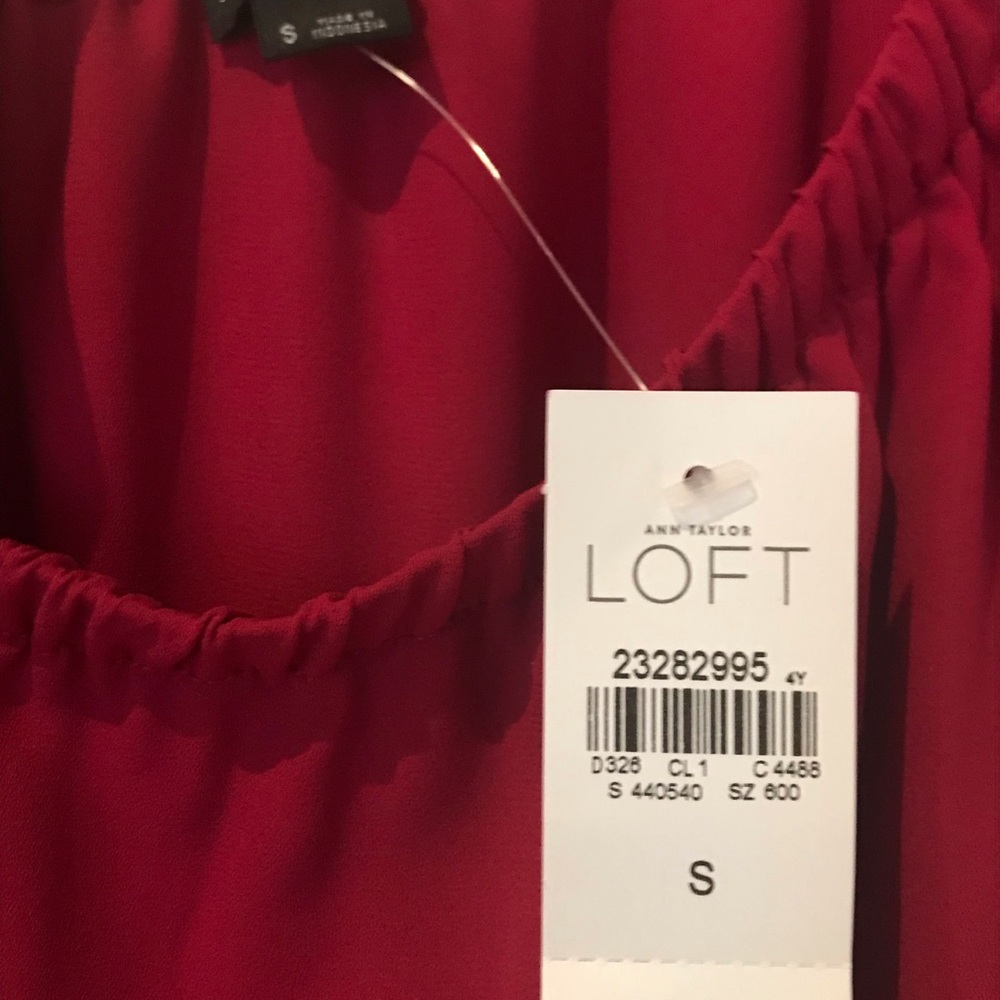 S MADE IN
INDONESIA
ANN TAYLOR
LOFT
23282995 4Y
D326 CL 1 C 4488
S 440540 SZ 600
S